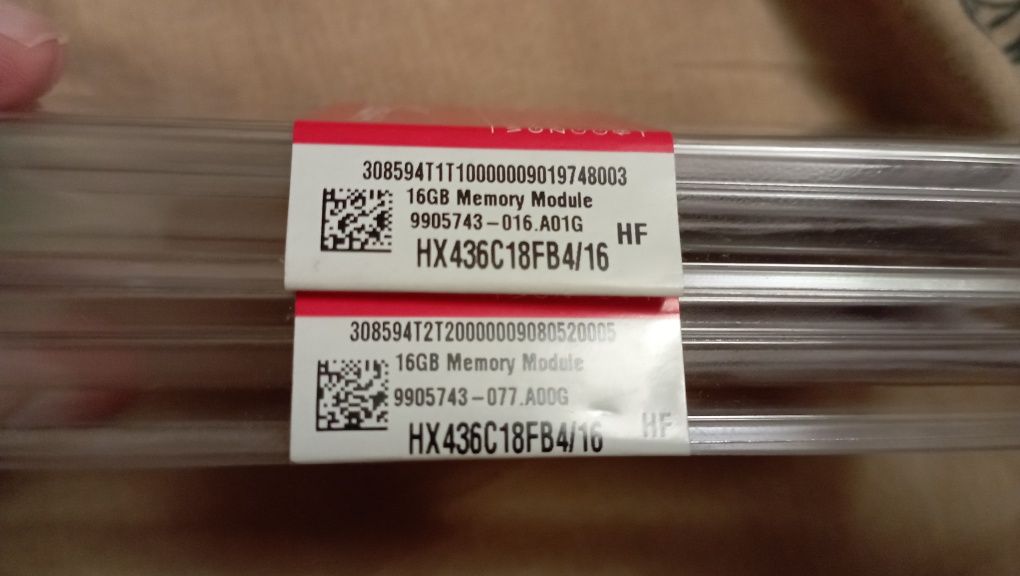 308594T1T10000009019748003
16GB Memory Module
9905743-016.A01G
HF
HX436C18FB4/16
308594T2T20000009080520005
16GB Memory Module
9905743-077.A00G
HF
HX436C18FB4/16